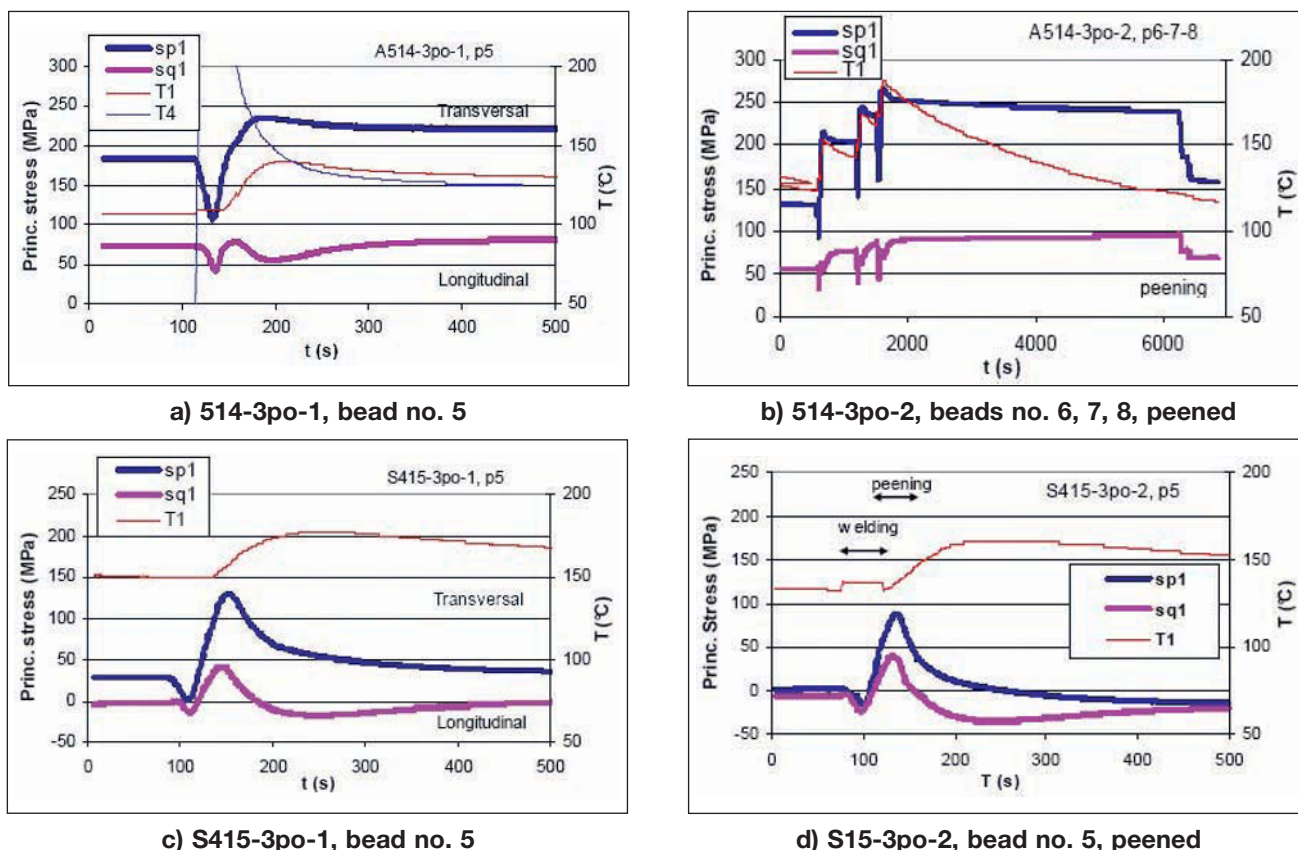 sp1
sq1
T1
T4
A514-3po-1, p5
Transversal
Longitudinal
Princ. stress (MPa)
300
250
200
150
100
50
0
T (°C)
200
150
100
50
0 100 200 300 400 500
t (s)
a) 514-3po-1, bead no. 5
sp1
sq1
T1
A514-3po-2, p6-7-8
peening
Princ. stress (MPa)
300
250
200
150
100
50
0
T (°C)
200
150
100
50
0 2000 4000 6000
t (s)
b) 514-3po-2, beads no. 6, 7, 8, peened
sp1
sq1
T1
S415-3po-1, p5
Transversal
Longitudinal
Princ. stress (MPa)
250
200
150
100
50
0
-50
T (°C)
200
150
100
50
0 100 200 300 400 500
t (s)
c) S415-3po-1, bead no. 5
peening
w elding
S415-3po-2, p5
sp1
sq1
T1
Princ. Stress (MPa)
250
200
150
100
50
0
-50
T (°C)
200
150
100
50
0 100 200 300 400 500
T (s)
d) S15-3po-2, bead no. 5, peened